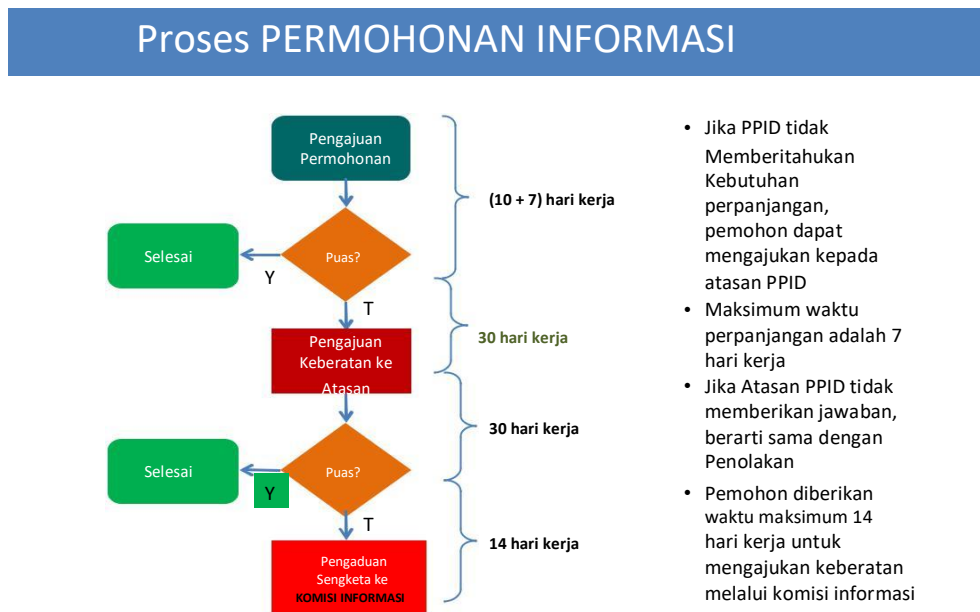 Proses PERMOHONAN INFORMASI
Pengajuan
Permohonan
(10 + 7) hari kerja
Selesai
Puas?
Y
T
Pengajuan
Keberatan ke
Atasan
30 hari kerja
30 hari kerja
Selesai
Puas?
Y
T
Pengaduan
Sengketa ke
KOMISI INFORMASI
14 hari kerja
• Jika PPID tidak
Memberitahukan
Kebutuhan
perpanjangan,
pemohon dapat
mengajukan kepada
atasan PPID
• Maksimum waktu
perpanjangan adalah 7
hari kerja
• Jika Atasan PPID tidak
memberikan jawaban,
berarti sama dengan
Penolakan
• Pemohon diberikan
waktu maksimum 14
hari kerja untuk
mengajukan keberatan
melalui komisi informasi